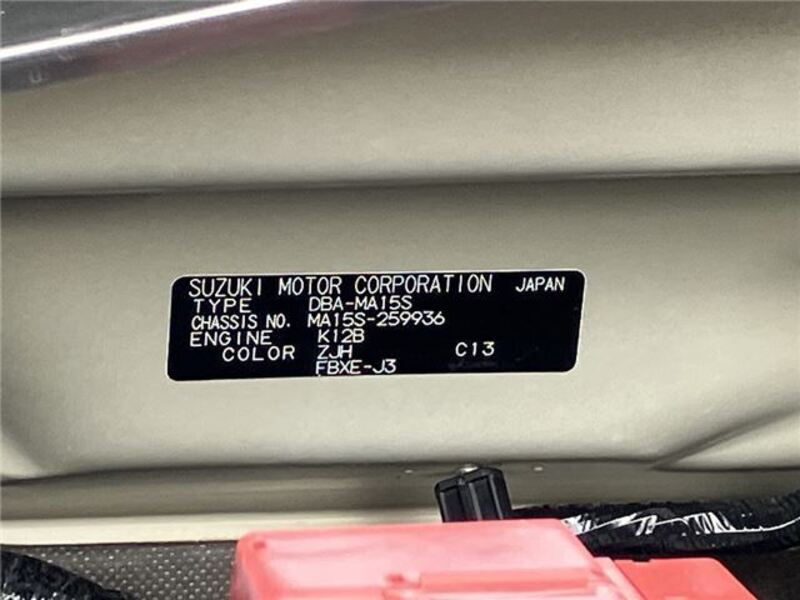 SUZUKI MOTOR CORPORATION JAPAN
TYPE DBA-MA15S
CHASSIS NO. MA15S-259936
ENGINE K12B
COLOR ZJH C13
FBXE-J3